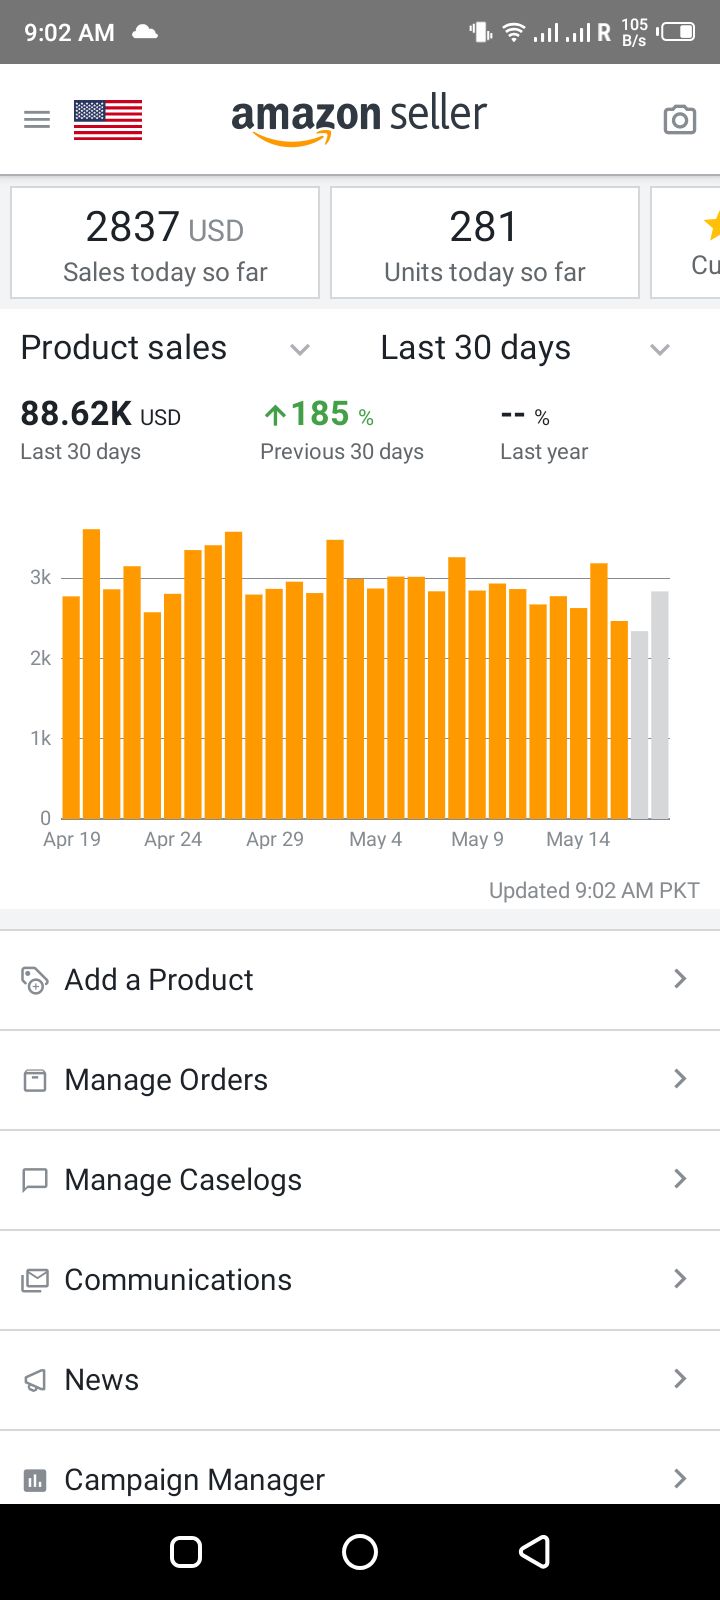 9:02 AM R 105 B/s
amazon seller
2837 USD
Sales today so far
281
Units today so far
Cu
Product sales
Last 30 days
88.62K USD
Last 30 days
↑185 %
Previous 30 days
-- %
Last year
3k
2k
1k
0
Apr 19 Apr 24 Apr 29 May 4 May 9 May 14
Updated 9:02 AM PKT
Add a Product
Manage Orders
Manage Caselogs
Communications
News
Campaign Manager